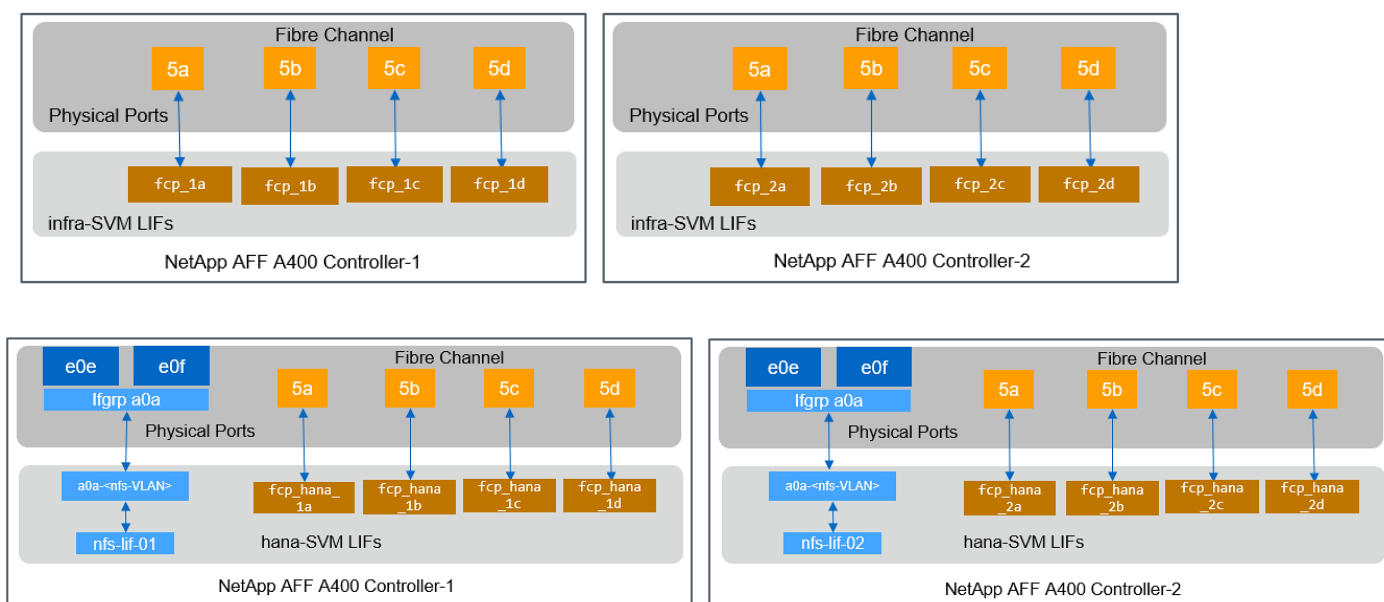 Fibre Channel
5a 5b 5c 5d
Physical Ports
fcp_1a fcp_1b fcp_1c fcp_1d
infra-SVM LIFs
NetApp AFF A400 Controller-1
Fibre Channel
5a 5b 5c 5d
Physical Ports
fcp_2a fcp_2b fcp_2c fcp_2d
infra-SVM LIFs
NetApp AFF A400 Controller-2
Fibre Channel
e0e e0f
Ifgrp a0a
5a 5b 5c 5d
Physical Ports
a0a-<nfs-VLAN>
fcp_hana_
1a
fcp_hana
_1b
fcp_hana
_1c
fcp_hana
_1d
nfs-lif-01
hana-SVM LIFs
NetApp AFF A400 Controller-1
Fibre Channel
e0e e0f
Ifgrp a0a
5a 5b 5c 5d
Physical Ports
a0a-<nfs-VLAN>
fcp_hana
_2a
fcp_hana
_2b
fcp_hana
_2c
fcp_hana
_2d
nfs-lif-02
hana-SVM LIFs
NetApp AFF A400 Controller-2